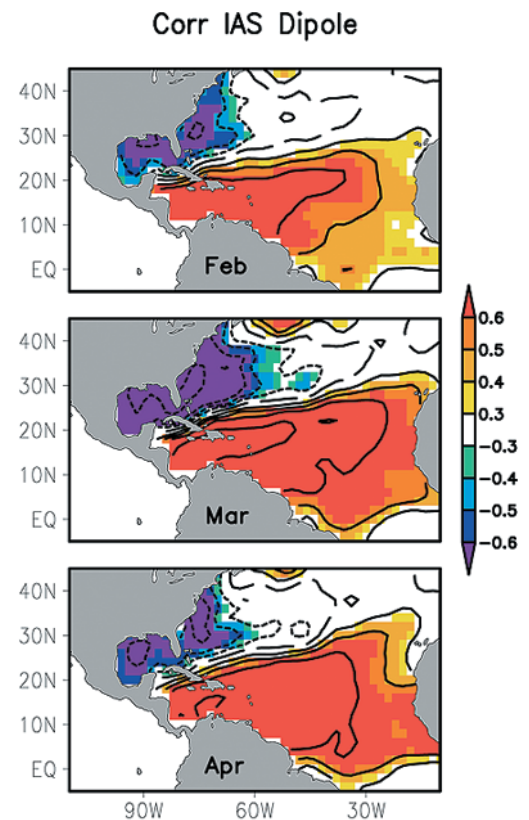 Corr IAS Dipole
40N
30N
20N
10N
EQ
Feb
40N
30N
20N
10N
EQ
Mar
0.6
0.5
0.4
0.3
-0.3
-0.4
-0.5
-0.6
40N
30N
20N
10N
EQ
Apr
90W 60W 30W